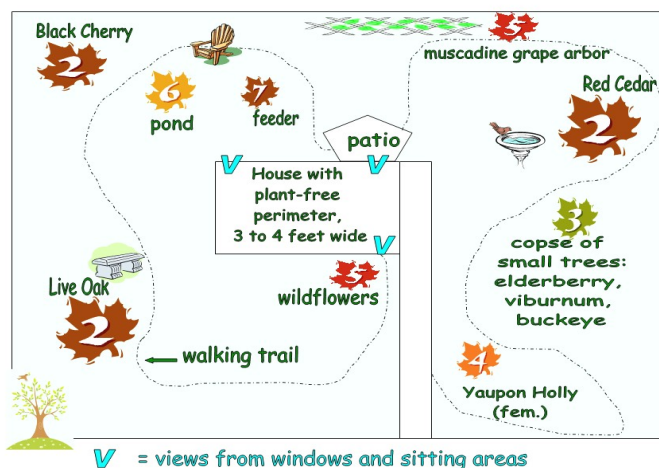 Black Cherry
2
5
muscadine grape arbor
Red Cedar
2
6
pond
7
feeder
patio
V
V
House with
plant-free
perimeter,
3 to 4 feet wide
V
3
copse of
small trees:
elderberry,
viburnum,
buckeye
Live Oak
2
5
wildflowers
walking trail
4
Yaupon Holly
(fem.)
V = views from windows and sitting areas